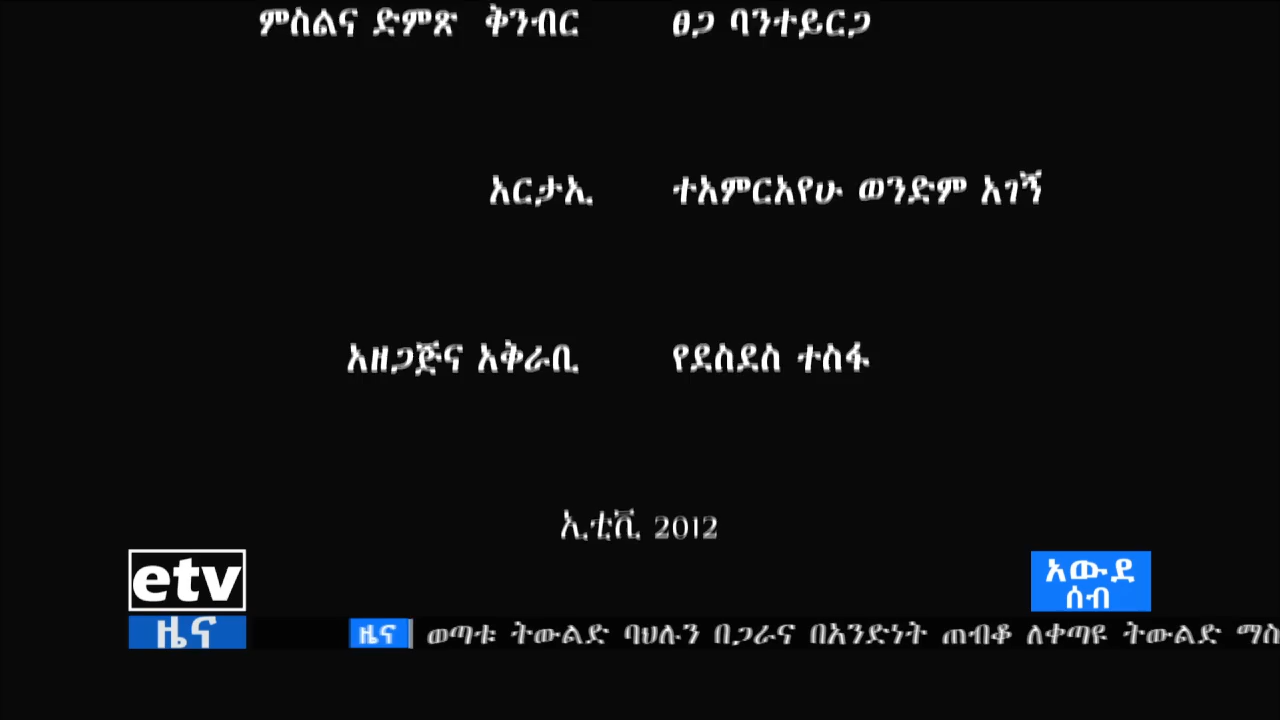 ምስልና ድምጽ ቅንብር ፀጋ ባንተይርጋ
አርታኢ ተአምርአየሁ ወንድም አገኝ
አዘጋጅና አቅራቢ የደስደስ ተስፋ
ኢቲቪ 2012
etv
ዜና
አውደ
ሰብ
ዜና ወጣቱ ትውልድ ባህሉን በጋራና በአንድነት ጠብቆ ለቀጣዩ ትውልድ ማስ